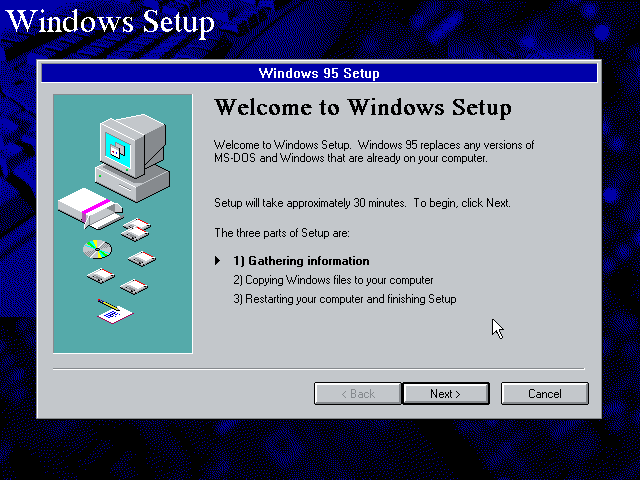 Windows Setup
Windows 95 Setup
Welcome to Windows Setup
Welcome to Windows Setup.  Windows 95 replaces any versions of
MS-DOS and Windows that are already on your computer.
Setup will take approximately 30 minutes.  To begin, click Next.
The three parts of Setup are:
1) Gathering information
2) Copying Windows files to your computer
3) Restarting your computer and finishing Setup
< Back
Next >
Cancel